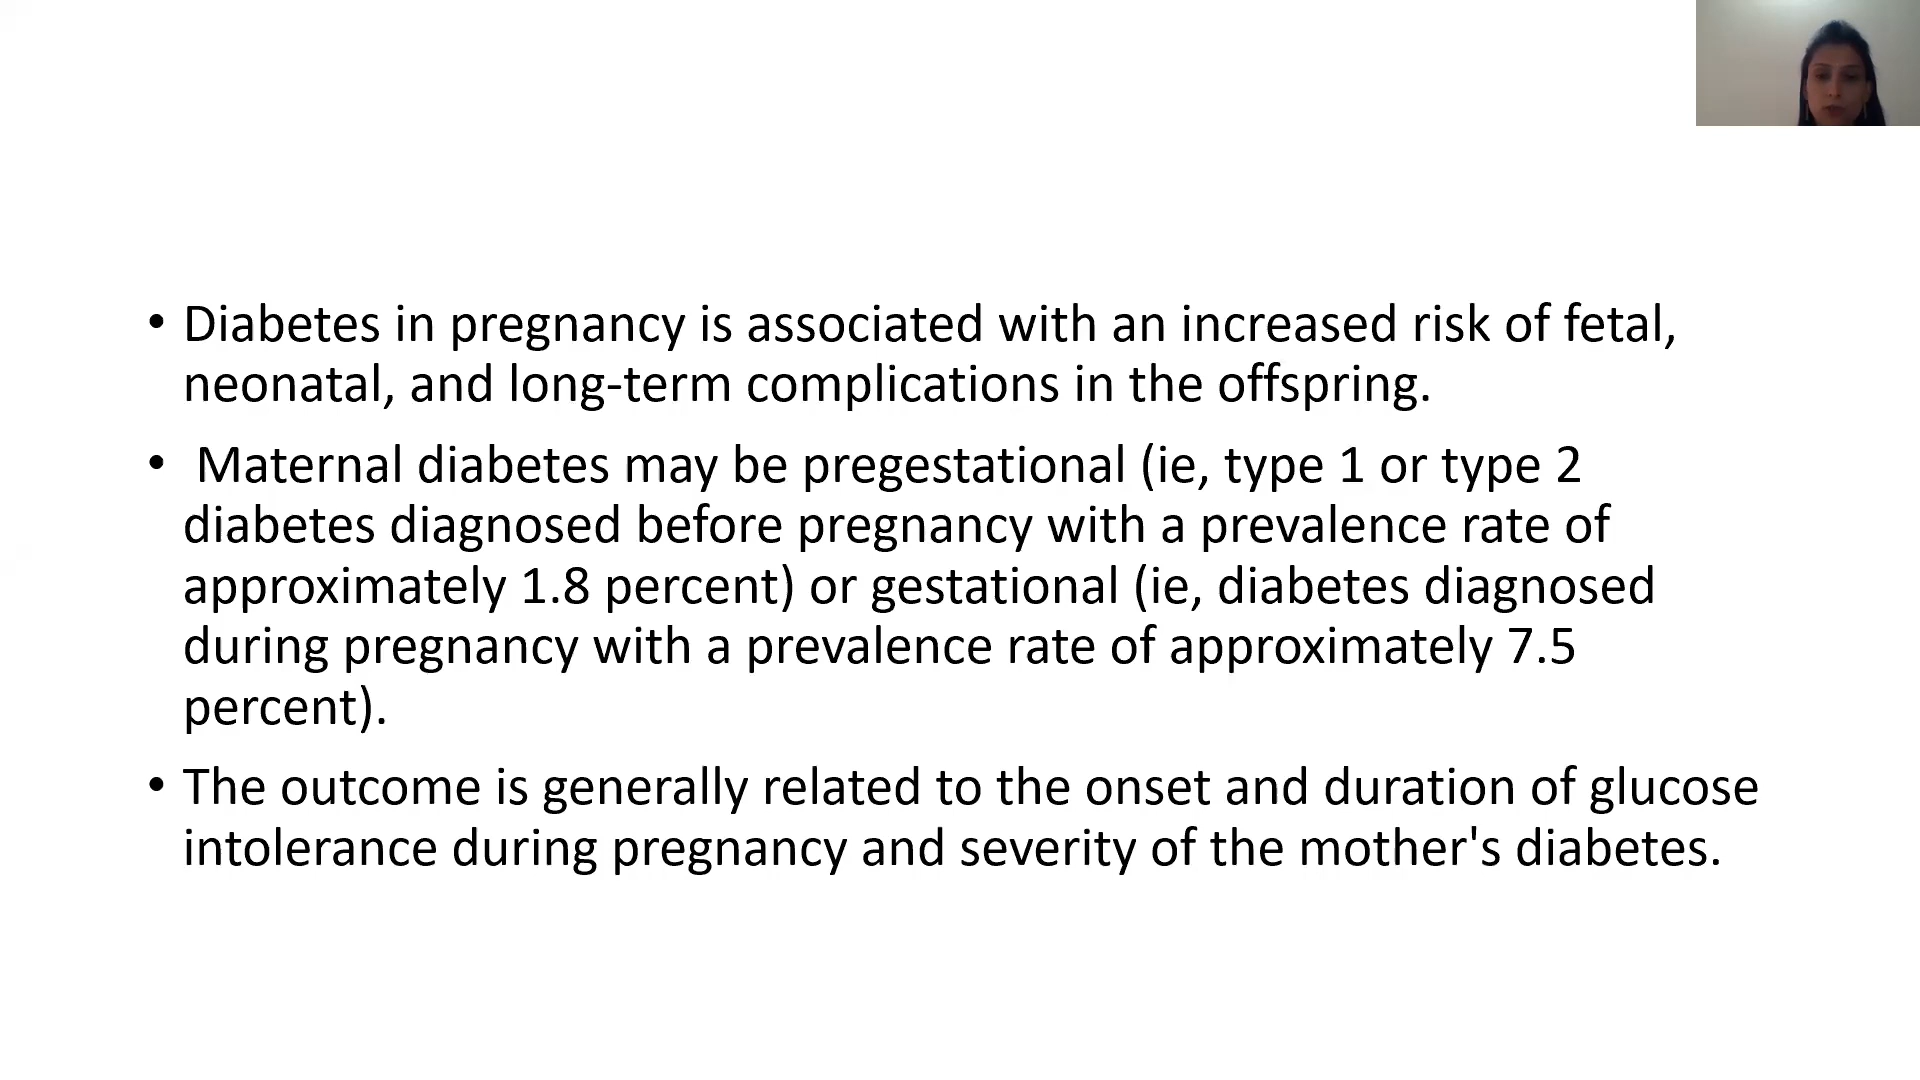 • Diabetes in pregnancy is associated with an increased risk of fetal,
neonatal, and long-term complications in the offspring.
• Maternal diabetes may be pregestational (ie, type 1 or type 2
diabetes diagnosed before pregnancy with a prevalence rate of
approximately 1.8 percent) or gestational (ie, diabetes diagnosed
during pregnancy with a prevalence rate of approximately 7.5
percent).
• The outcome is generally related to the onset and duration of glucose
intolerance during pregnancy and severity of the mother's diabetes.